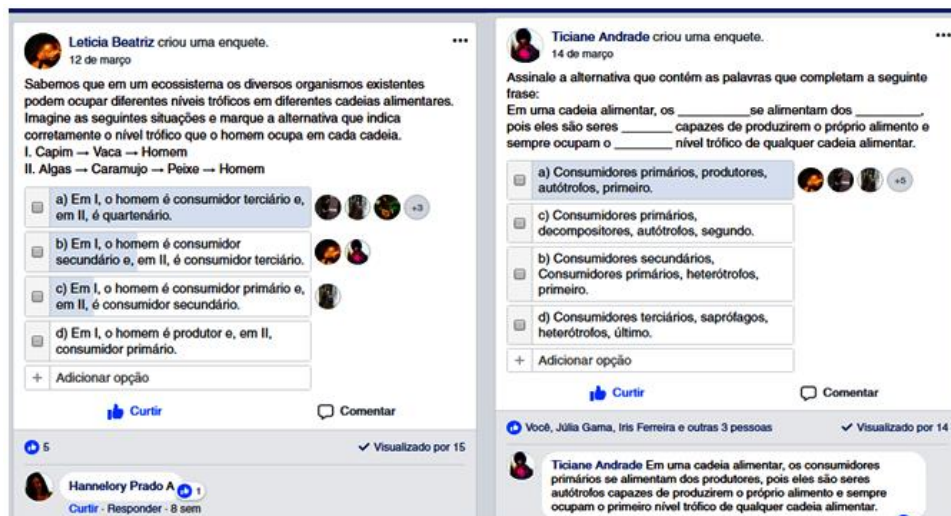 Leticia Beatriz criou uma enquete.
12 de março
Sabemos que em um ecossistema os diversos organismos existentes
podem ocupar diferentes níveis tróficos em diferentes cadeias alimentares.
Imagine as seguintes situações e marque a alternativa que indica
corretamente o nível trófico que o homem ocupa em cada cadeia.
I. Capim → Vaca → Homem
II. Algas → Caramujo → Peixe → Homem
a) Em I, o homem é consumidor terciário e,
em II, é quartenário.
+3
b) Em I, o homem é consumidor
secundário e, em II, é consumidor terciário.
c) Em I, o homem é consumidor primário e,
em II, é consumidor secundário.
d) Em I, o homem é produtor e, em II,
consumidor primário.
+ Adicionar opção
Curtir Comentar
5 Visualizado por 15
Hannelory Prado A 1
Curtir · Responder · 8 sem
Ticiane Andrade criou uma enquete.
14 de março
Assinale a alternativa que contém as palavras que completam a seguinte
frase:
Em uma cadeia alimentar, os __________se alimentam dos ________,
pois eles são seres _______ capazes de produzirem o próprio alimento e
sempre ocupam o ________ nível trófico de qualquer cadeia alimentar.
a) Consumidores primários, produtores,
autótrofos, primeiro.
+5
c) Consumidores primários,
decompositores, autótrofos, segundo.
b) Consumidores secundários,
Consumidores primários, heterótrofos,
primeiro.
d) Consumidores terciários, saprófagos,
heterótrofos, último.
+ Adicionar opção
Curtir Comentar
Você, Júlia Gama, Iris Ferreira e outras 3 pessoas Visualizado por 14
Ticiane Andrade Em uma cadeia alimentar, os consumidores
primários se alimentam dos produtores, pois eles são seres
autótrofos capazes de produzirem o próprio alimento e sempre
ocupam o primeiro nível trófico de qualquer cadeia alimentar.